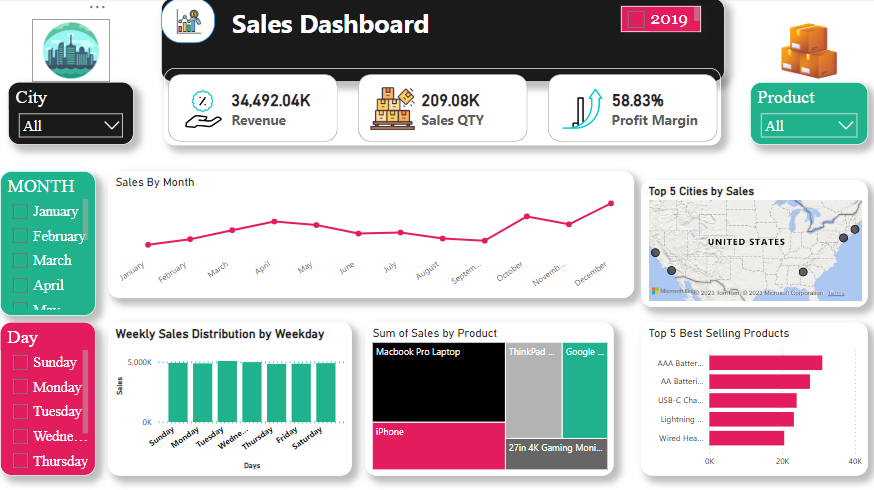 Sales Dashboard
2019
City
All
34,492.04K
Revenue
209.08K
Sales QTY
58.83%
Profit Margin
Product
All
MONTH
January
February
March
April
May
Sales By Month
January
February
March
April
May
June
July
August
Septem...
October
Novemb...
December
Top 5 Cities by Sales
UNITED STATES
© 2023 TomTom, © 2023 Microsoft Corporation Terms
Day
Sunday
Monday
Tuesday
Wedne...
Thursday
Weekly Sales Distribution by Weekday
Sales
5,000K
0K
Sunday
Monday
Tuesday
Wedne...
Thursday
Friday
Saturday
Days
Sum of Sales by Product
Macbook Pro Laptop
ThinkPad ...
Google ...
iPhone
27in 4K Gaming Moni...
Top 5 Best Selling Products
AAA Batter...
AA Batteri...
USB-C Cha...
Lightning ...
Wired Hea...
0K
20K
40K